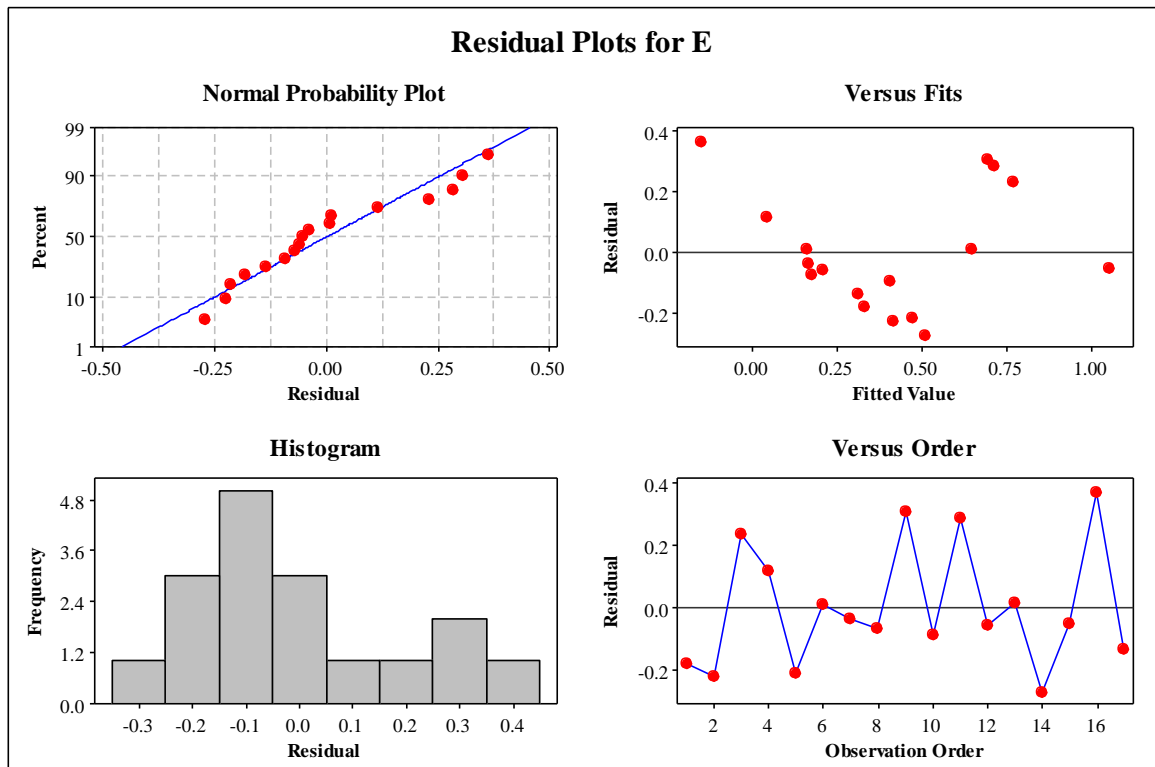 Residual Plots for E
Normal Probability Plot
99
90
50
10
1
Percent
-0.50 -0.25 0.00 0.25 0.50
Residual
Versus Fits
0.4
0.2
0.0
-0.2
Residual
0.00 0.25 0.50 0.75 1.00
Fitted Value
Histogram
4.8
3.6
2.4
1.2
0.0
Frequency
-0.3 -0.2 -0.1 0.0 0.1 0.2 0.3 0.4
Residual
Versus Order
0.4
0.2
0.0
-0.2
Residual
2 4 6 8 10 12 14 16
Observation Order